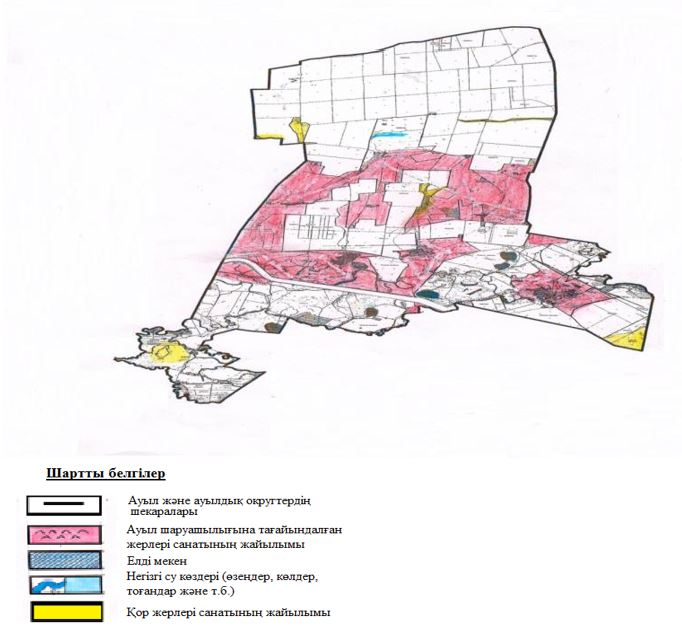 Шартты белгілер
Ауыл және ауылдық округтердің
шекаралары
Ауыл шаруашылығына тағайындалған
жерлері санатының жайылымы
Елді мекен
Негізгі су көздері (өзендер, көлдер,
тоғандар және т.б.)
Қор жерлері санатының жайылымы